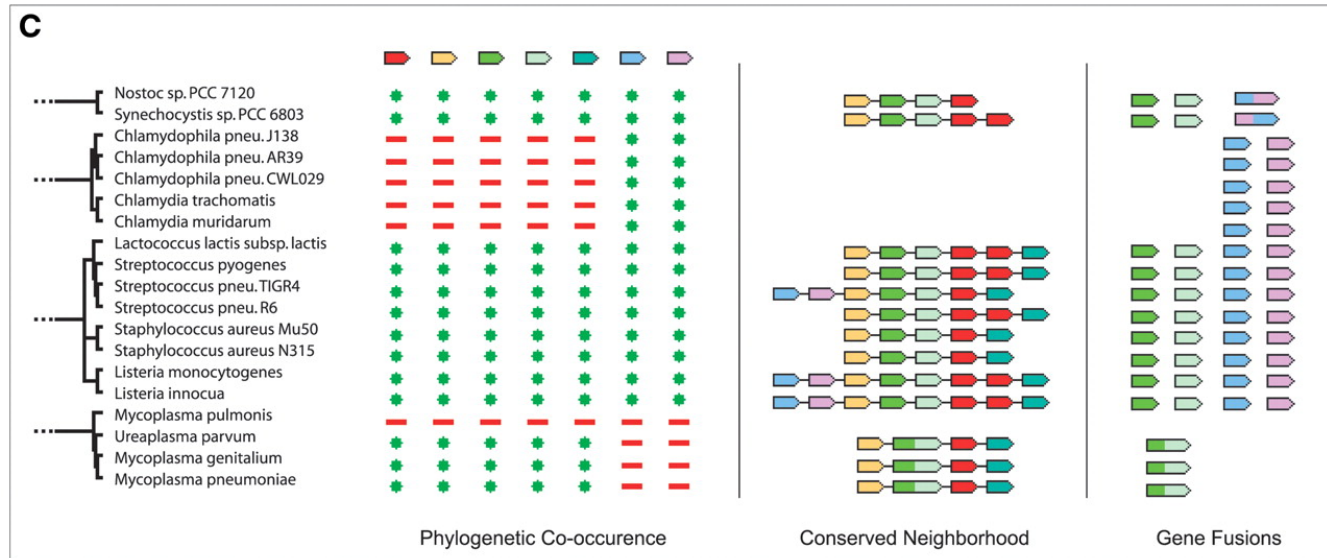 C
Nostoc sp. PCC 7120
Synechocystis sp. PCC 6803
Chlamydophila pneu. J138
Chlamydophila pneu. AR39
Chlamydophila pneu. CWL029
Chlamydia trachomatis
Chlamydia muridarum
Lactococcus lactis subsp. lactis
Streptococcus pyogenes
Streptococcus pneu. TIGR4
Streptococcus pneu. R6
Staphylococcus aureus Mu50
Staphylococcus aureus N315
Listeria monocytogenes
Listeria innocua
Mycoplasma pulmonis
Ureaplasma parvum
Mycoplasma genitalium
Mycoplasma pneumoniae
Phylogenetic Co-occurence
Conserved Neighborhood
Gene Fusions